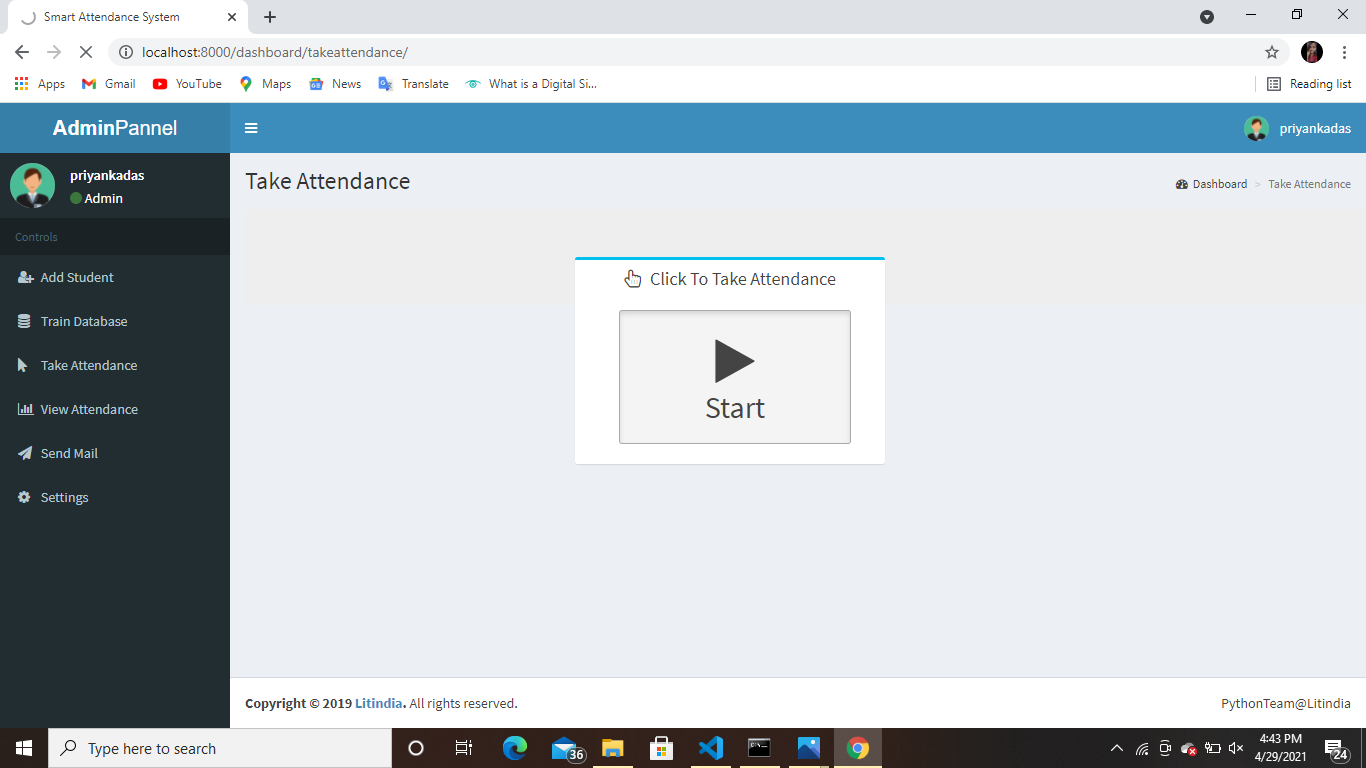 Smart Attendance System
localhost:8000/dashboard/takeattendance/
Apps Gmail YouTube Maps News Translate What is a Digital Si... Reading list
AdminPannel priyankadas
priyankadas
Admin
Take Attendance Dashboard > Take Attendance
Controls
Add Student
Train Database
Take Attendance
View Attendance
Send Mail
Settings
Click To Take Attendance
Start
Copyright © 2019 Litindia. All rights reserved. PythonTeam@Litindia
Type here to search 36 4:43 PM
4/29/2021 24